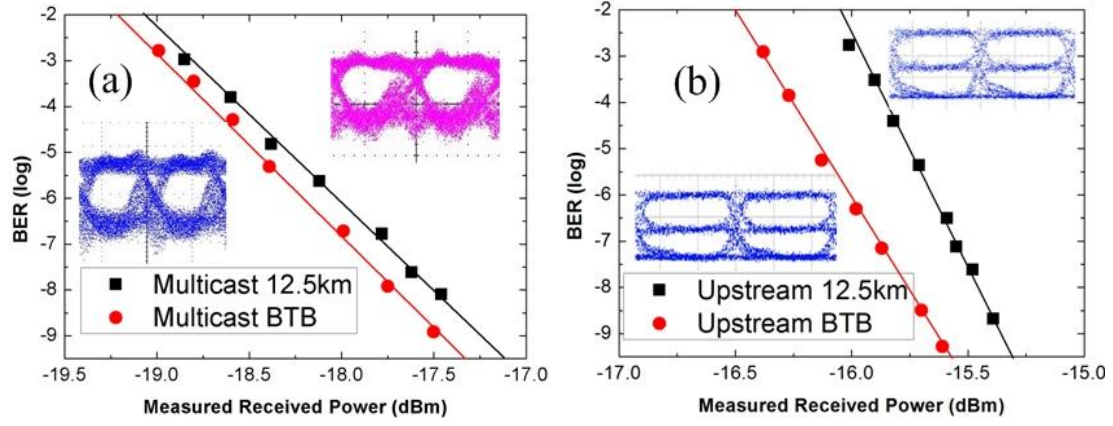 (a)
BER (log)
-2
-3
-4
-5
-6
-7
-8
-9
Multicast 12.5km
Multicast BTB
-19.5 -19.0 -18.5 -18.0 -17.5 -17.0
Measured Received Power (dBm)
(b)
BER (log)
-2
-3
-4
-5
-6
-7
-8
-9
Upstream 12.5km
Upstream BTB
-17.0 -16.5 -16.0 -15.5 -15.0
Measured Received Power (dBm)